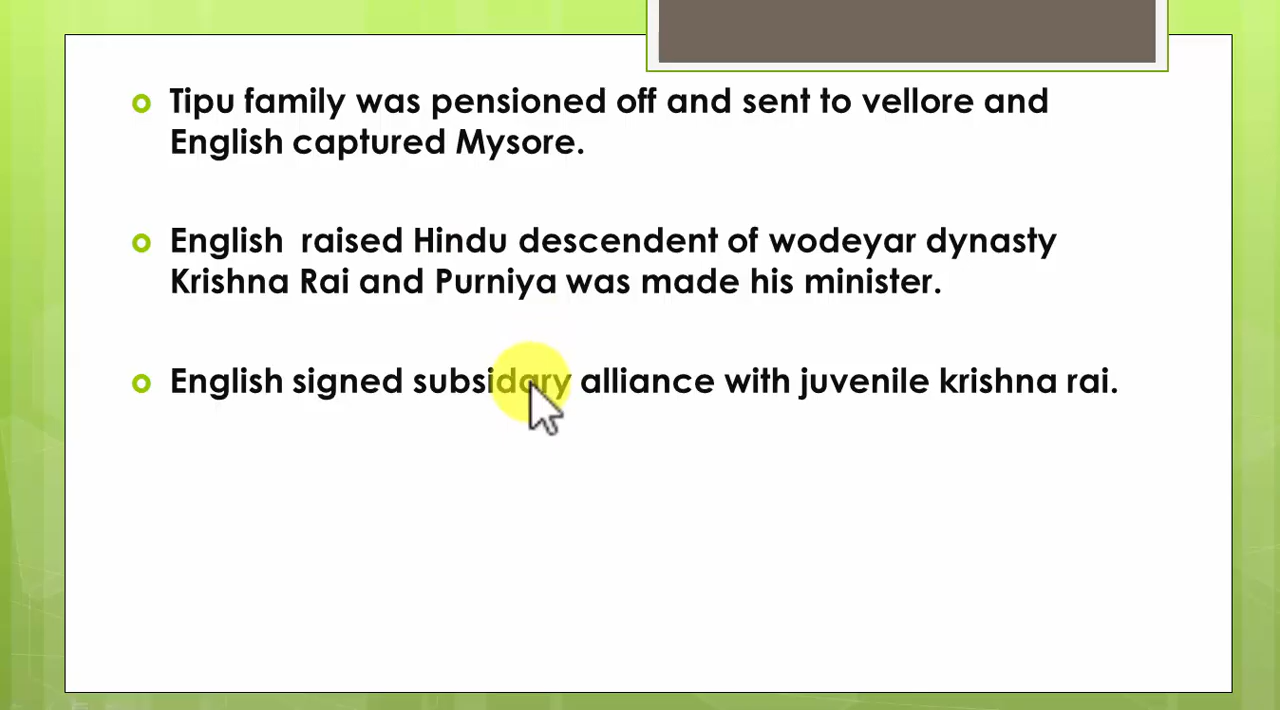 Tipu family was pensioned off and sent to vellore and
English captured Mysore.
English raised Hindu descendent of wodeyar dynasty
Krishna Rai and Purniya was made his minister.
English signed subsidary alliance with juvenile krishna rai.